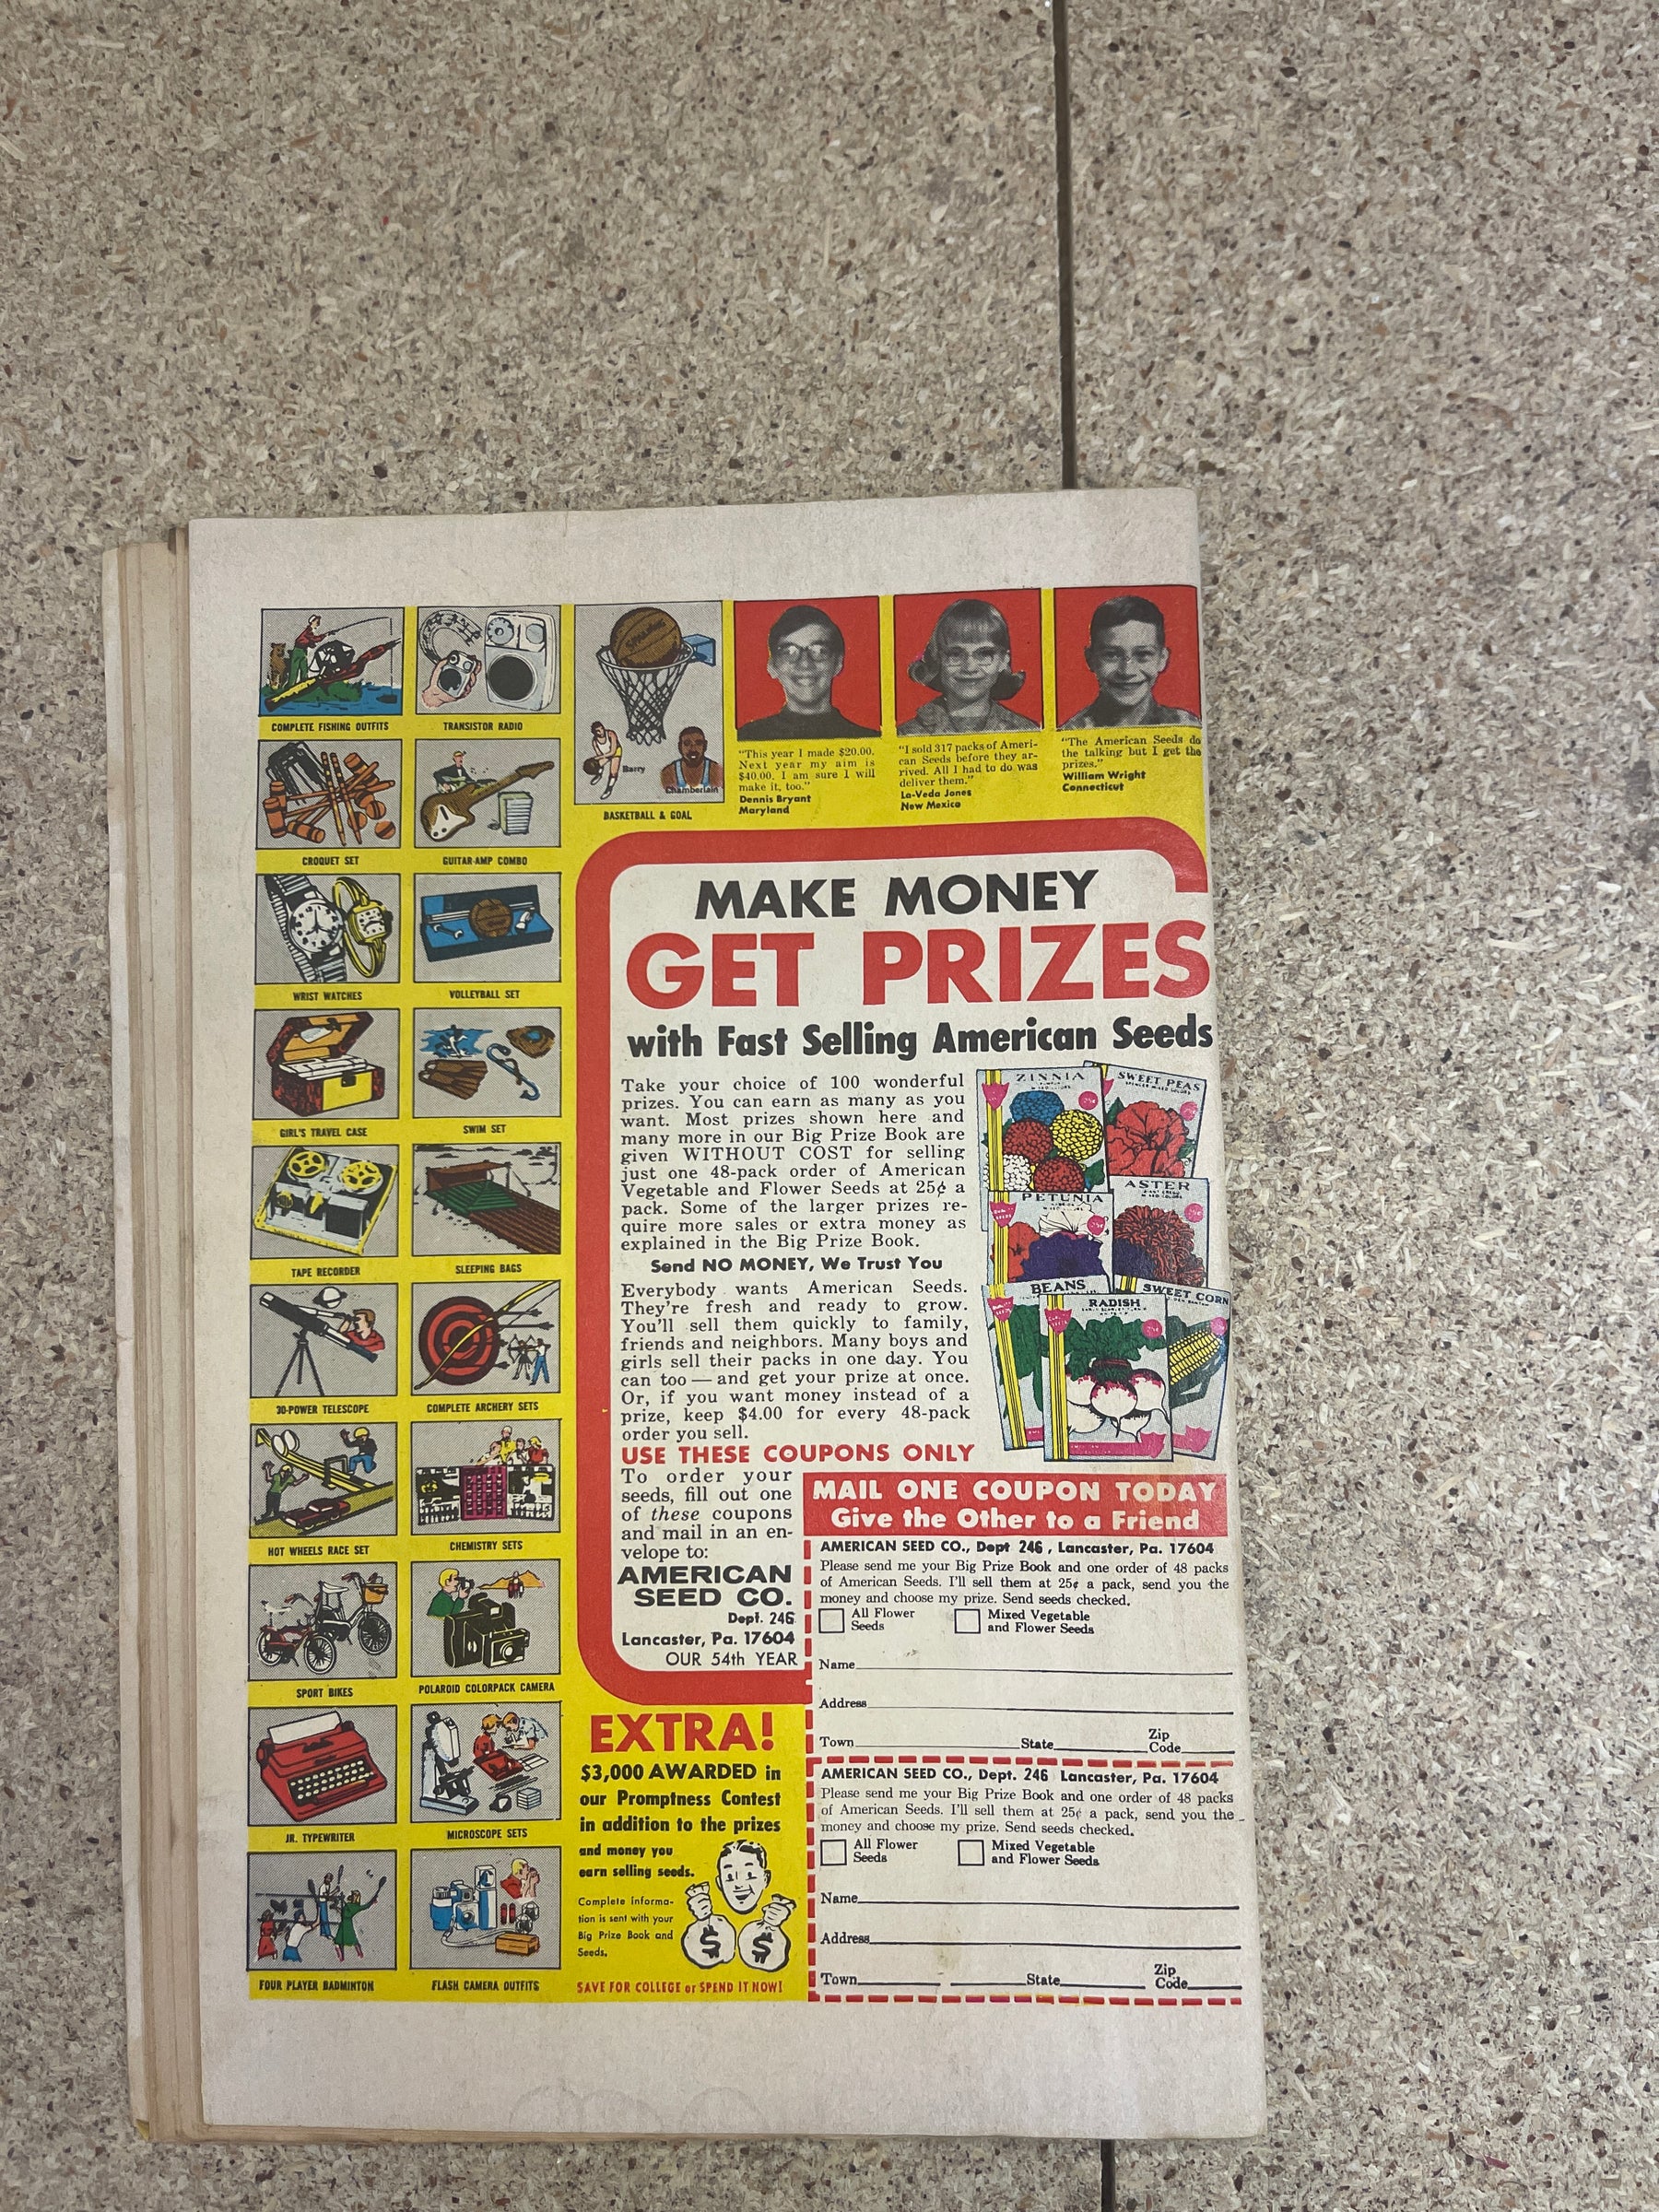 COMPLETE FISHING OUTFITS
TRANSISTOR RADIO
CROQUET SET
GUITAR-AMP COMBO
WRIST WATCHES
VOLLEYBALL SET
GIRL'S TRAVEL CASE
SWIM SET
TAPE RECORDER
SLEEPING BAGS
30-POWER TELESCOPE
COMPLETE ARCHERY SETS
HOT WHEELS RACE SET
CHEMISTRY SETS
SPORT BIKES
POLAROID COLORPACK CAMERA
JR. TYPEWRITER
MICROSCOPE SETS
FOUR PLAYER BADMINTON
FLASH CAMERA OUTFITS
SPALDING
Barry
Chamberlain
BASKETBALL & GOAL
"This year I made $20.00.
Next year my aim is
$40.00. I am sure I will
make it, too."
Dennis Bryant
Maryland
"I sold 317 packs of Ameri-
can Seeds before they ar-
rived. All I had to do was
deliver them."
La-Veda Jones
New Mexico
"The American Seeds do
the talking but I get the
prizes."
William Wright
Connecticut
MAKE MONEY
GET PRIZES
with Fast Selling American Seeds
Take your choice of 100 wonderful
prizes. You can earn as many as you
want. Most prizes shown here and
many more in our Big Prize Book are
given WITHOUT COST for selling
just one 48-pack order of American
Vegetable and Flower Seeds at 25¢ a
pack. Some of the larger prizes re-
quire more sales or extra money as
explained in the Big Prize Book.
Send NO MONEY, We Trust You
Everybody wants American Seeds.
They're fresh and ready to grow.
You'll sell them quickly to family,
friends and neighbors. Many boys and
girls sell their packs in one day. You
can too — and get your prize at once.
Or, if you want money instead of a
prize, keep $4.00 for every 48-pack
order you sell.
USE THESE COUPONS ONLY
To order your
seeds, fill out one
of these coupons
and mail in an en-
velope to:
AMERICAN
SEED CO.
Dept. 246
Lancaster, Pa. 17604
OUR 54th YEAR
ZINNIA
SWEET PEAS
PETUNIA
ASTER
BEANS
RADISH
SWEET CORN
MAIL ONE COUPON TODAY
Give the Other to a Friend
AMERICAN SEED CO., Dept 246, Lancaster, Pa. 17604
Please send me your Big Prize Book and one order of 48 packs
of American Seeds. I'll sell them at 25¢ a pack, send you the
money and choose my prize. Send seeds checked.
All Flower
Seeds
Mixed Vegetable
and Flower Seeds
Name
Address
Town State Zip
Code
AMERICAN SEED CO., Dept. 246 Lancaster, Pa. 17604
Please send me your Big Prize Book and one order of 48 packs
of American Seeds. I'll sell them at 25¢ a pack, send you the
money and choose my prize. Send seeds checked.
All Flower
Seeds
Mixed Vegetable
and Flower Seeds
Name
Address
Town State Zip
Code
EXTRA!
$3,000 AWARDED in
our Promptness Contest
in addition to the prizes
and money you
earn selling seeds.
Complete informa-
tion is sent with your
Big Prize Book and
Seeds.
$ $
SAVE FOR COLLEGE or SPEND IT NOW!